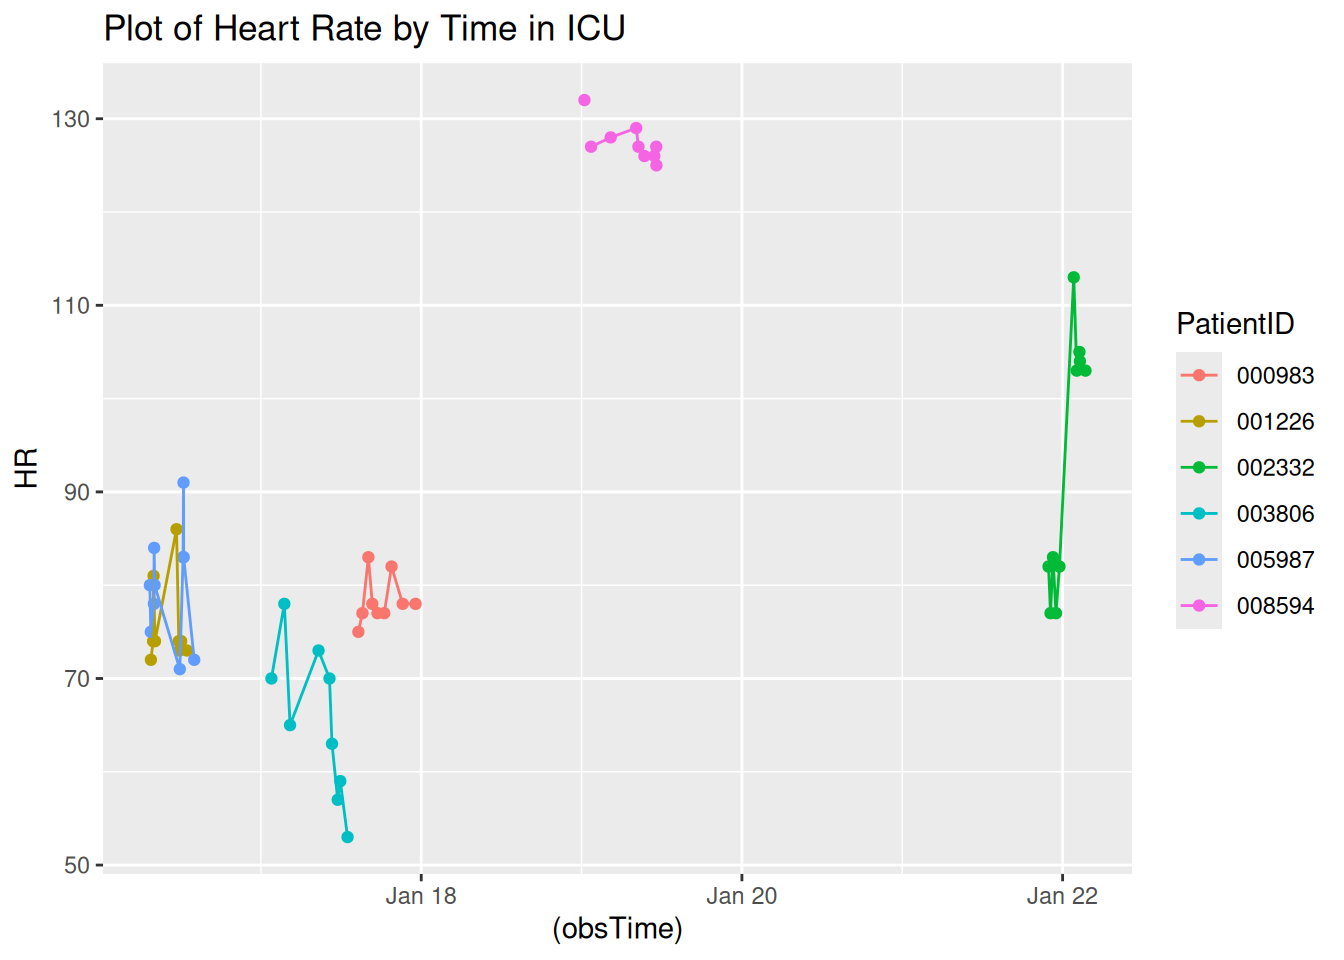 Plot of Heart Rate by Time in ICU
130
110
90
70
50
HR
Jan 18
Jan 20
Jan 22
(obsTime)
PatientID
000983
001226
002332
003806
005987
008594